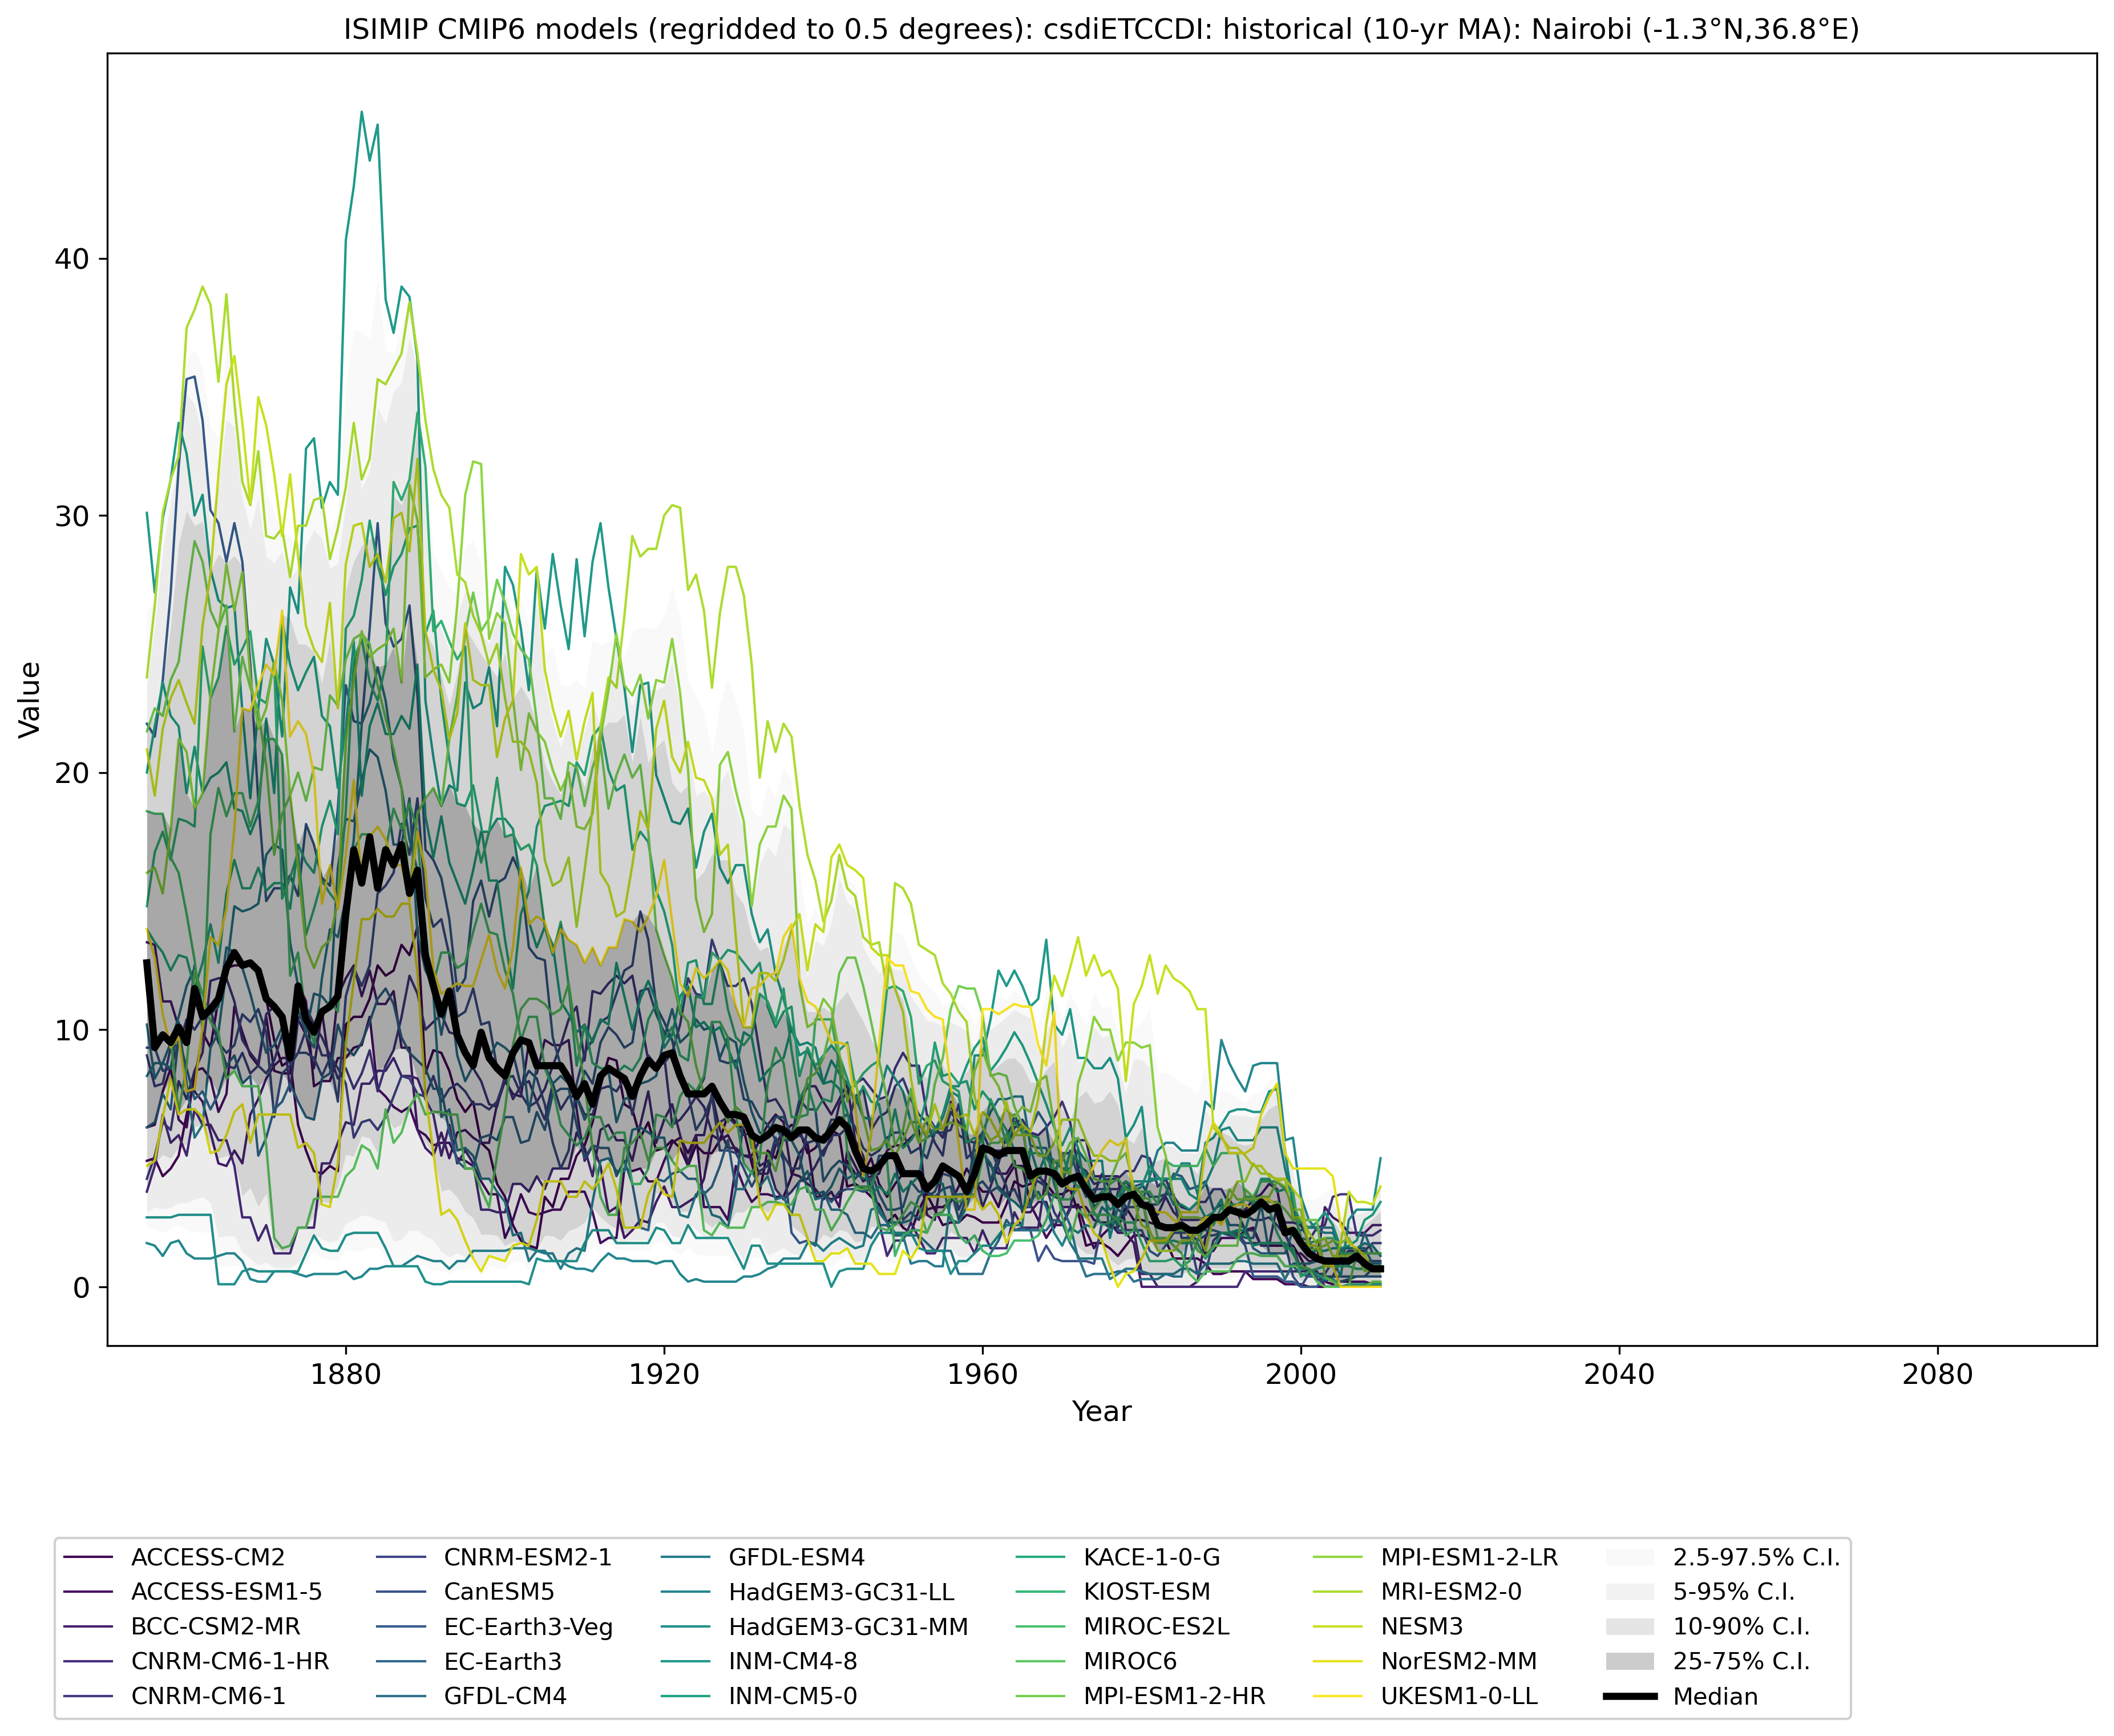 ISIMIP CMIP6 models (regridded to 0.5 degrees): csdiETCCDI: historical (10-yr MA): Nairobi (-1.3°N,36.8°E)
40
30
20
10
0
Value
1880
1920
1960
2000
2040
2080
Year
ACCESS-CM2
ACCESS-ESM1-5
BCC-CSM2-MR
CNRM-CM6-1-HR
CNRM-CM6-1
CNRM-ESM2-1
CanESM5
EC-Earth3-Veg
EC-Earth3
GFDL-CM4
GFDL-ESM4
HadGEM3-GC31-LL
HadGEM3-GC31-MM
INM-CM4-8
INM-CM5-0
KACE-1-0-G
KIOST-ESM
MIROC-ES2L
MIROC6
MPI-ESM1-2-HR
MPI-ESM1-2-LR
MRI-ESM2-0
NESM3
NorESM2-MM
UKESM1-0-LL
2.5-97.5% C.I.
5-95% C.I.
10-90% C.I.
25-75% C.I.
Median